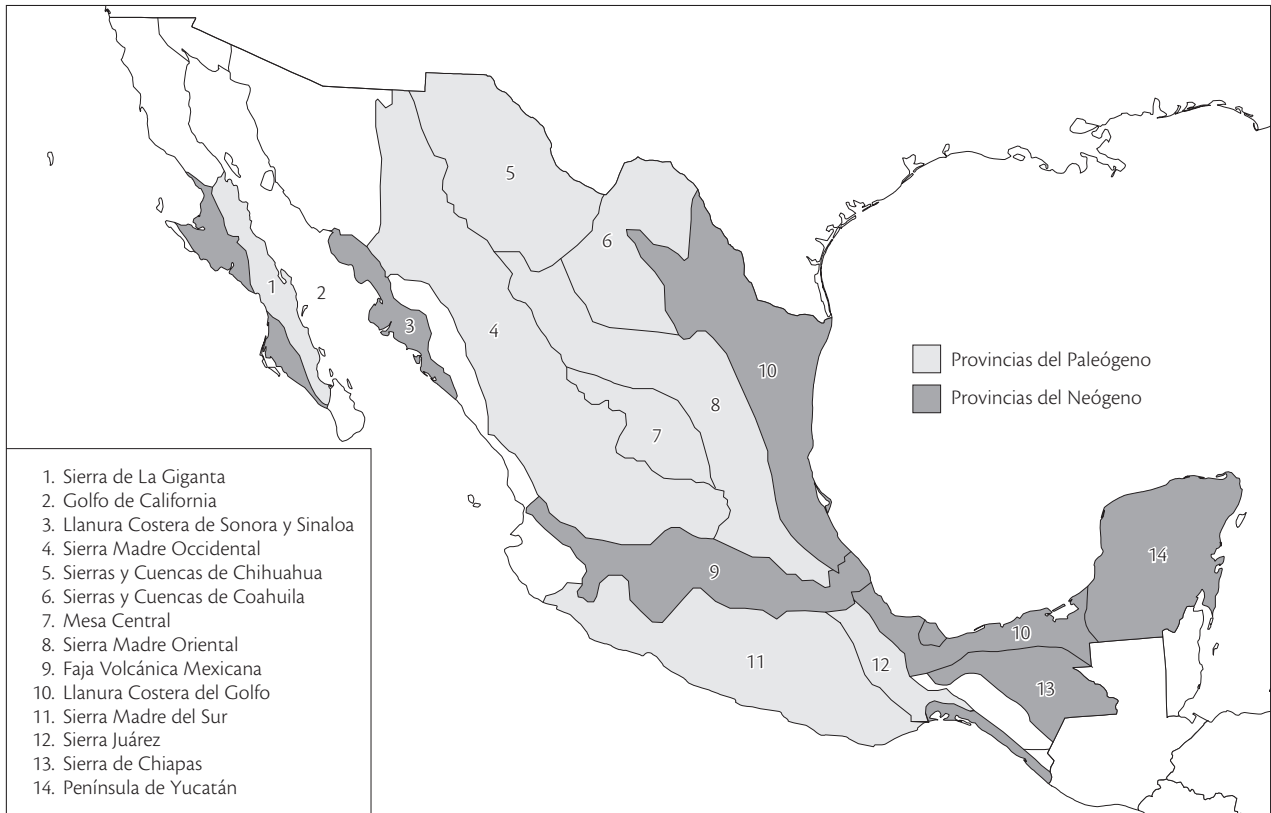 5
6
1
2
3
4
10
8
7
9
14
10
11
12
13
Provincias del Paleógeno
Provincias del Neógeno
1. Sierra de La Giganta
2. Golfo de California
3. Llanura Costera de Sonora y Sinaloa
4. Sierra Madre Occidental
5. Sierras y Cuencas de Chihuahua
6. Sierras y Cuencas de Coahuila
7. Mesa Central
8. Sierra Madre Oriental
9. Faja Volcánica Mexicana
10. Llanura Costera del Golfo
11. Sierra Madre del Sur
12. Sierra Juárez
13. Sierra de Chiapas
14. Península de Yucatán